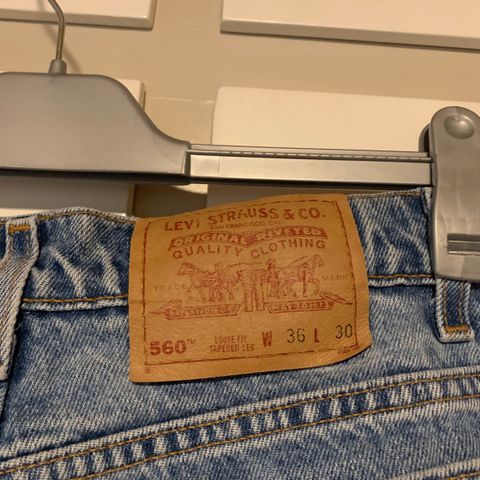 LEVI STRAUSS & CO.
SAN FRANCISCO, CAL.
ORIGINAL RIVETED
QUALITY CLOTHING
TRADE MARK
560™ LOOSE FIT W 36 L 30
TAPERED LEG